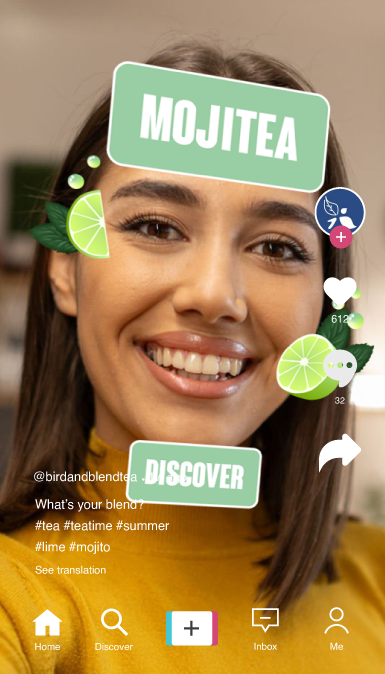 MOJITEA
612
32
DISCOVER
@birdandblendtea
What's your blend?
#tea #teatime #summer
#lime #mojito
See translation
Home
Discover
Inbox
Me